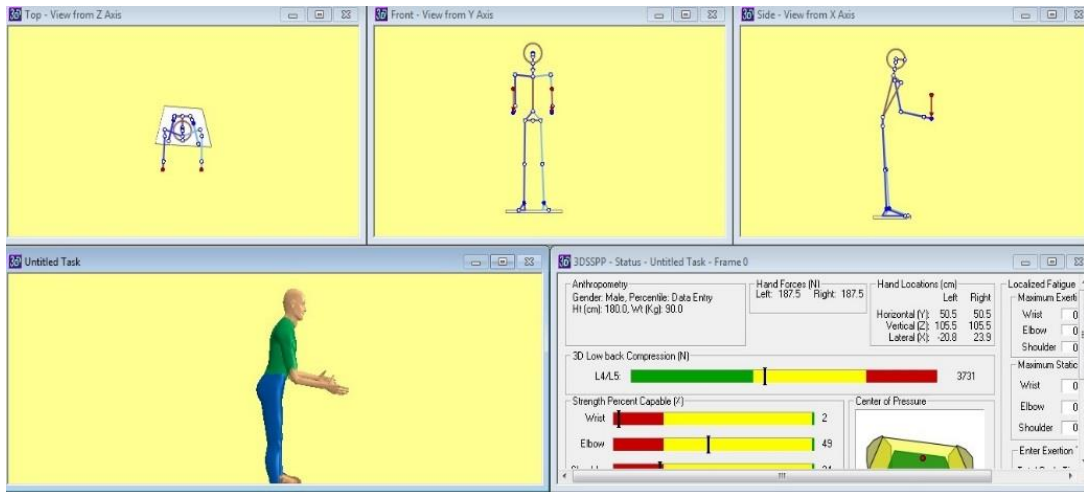 Top - View from Z Axis
Front - View from Y Axis
Side - View from X Axis
Untitled Task
3DSSPP - Status - Untitled Task - Frame 0
Anthropometry
Gender: Male, Percentile: Data Entry
Ht (cm): 180.0, Wt (Kg): 90.0
Hand Forces (N)
Left: 187.5 Right: 187.5
Hand Locations (cm)
Left Right
Horizontal (Y): 50.5 50.5
Vertical (Z): 105.5 105.5
Lateral (X): -20.8 23.9
3D Low back Compression (N)
L4/L5: 3731
Strength Percent Capable (%)
Wrist 2
Elbow 49
Center of Pressure
Localized Fatigue
Maximum Exerti
Wrist 0
Elbow 0
Shoulder 0
Maximum Static
Wrist 0
Elbow 0
Shoulder 0
Enter Exertion